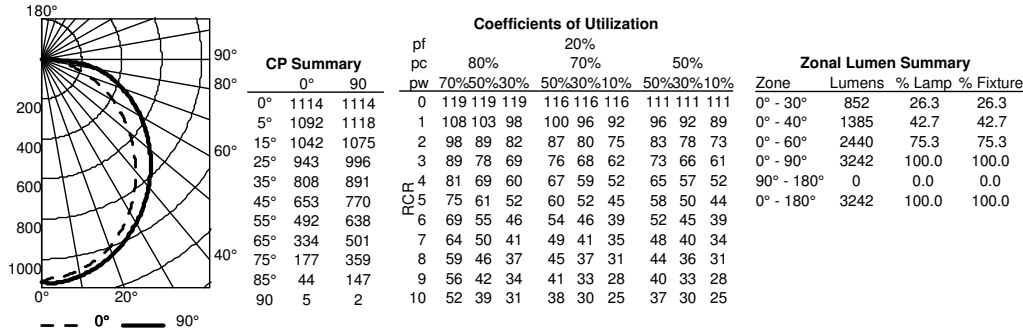 180°
90°
80°
60°
40°
20°
0°
200
400
600
800
1000
0° 90°
CP Summary
0° 90
0° 1114 1114
5° 1092 1118
15° 1042 1075
25° 943 996
35° 808 891
45° 653 770
55° 492 638
65° 334 501
75° 177 359
85° 44 147
90 5 2
Coefficients of Utilization
pf 20%
pc 80% 70% 50%
pw 70%50%30% 50%30%10% 50%30%10%
RCR
0 119 119 119 116 116 116 111 111 111
1 108 103 98 100 96 92 96 92 89
2 98 89 82 87 80 75 83 78 73
3 89 78 69 76 68 62 73 66 61
4 81 69 60 67 59 52 65 57 52
5 75 61 52 60 52 45 58 50 44
6 69 55 46 54 46 39 52 45 39
7 64 50 41 49 41 35 48 40 34
8 59 46 37 45 37 31 44 36 31
9 56 42 34 41 33 28 40 33 28
10 52 39 31 38 30 25 37 30 25
Zonal Lumen Summary
Zone Lumens % Lamp % Fixture
0° - 30° 852 26.3 26.3
0° - 40° 1385 42.7 42.7
0° - 60° 2440 75.3 75.3
0° - 90° 3242 100.0 100.0
90° - 180° 0 0.0 0.0
0° - 180° 3242 100.0 100.0